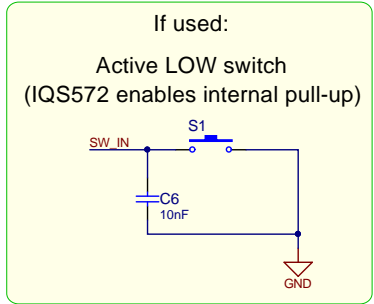 If used:
Active LOW switch
(IQS572 enables internal pull-up)
S1
SW_IN
C6
10nF
GND